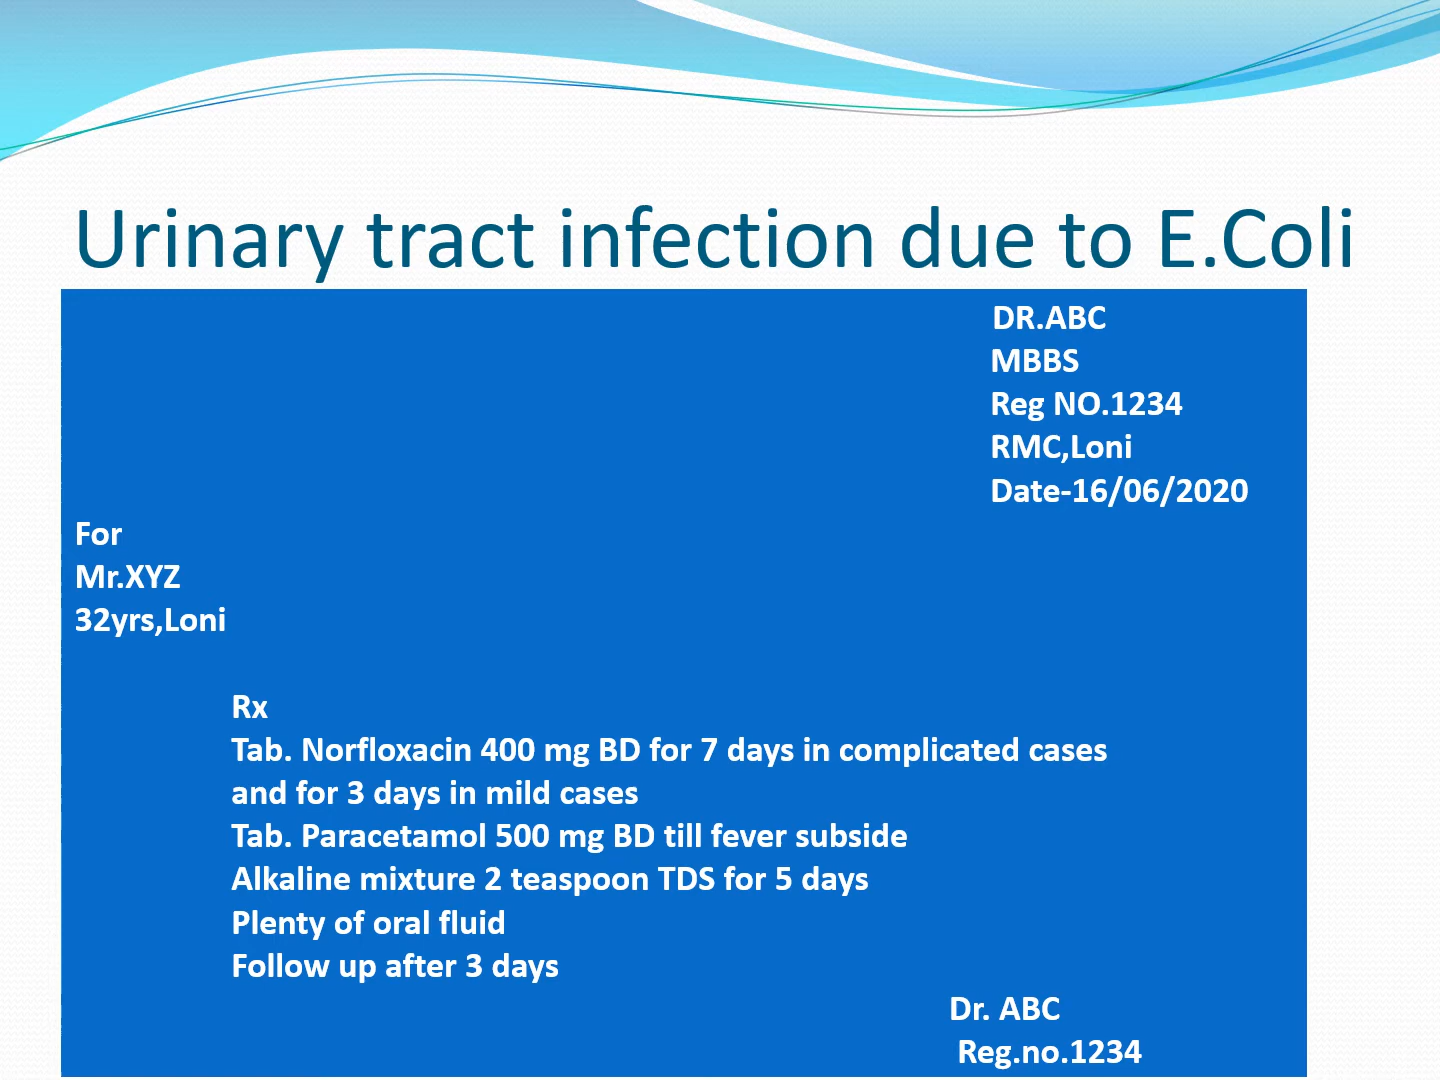 Urinary tract infection due to E.Coli
DR.ABC
MBBS
Reg NO.1234
RMC,Loni
Date-16/06/2020
For
Mr.XYZ
32yrs,Loni
Rx
Tab. Norfloxacin 400 mg BD for 7 days in complicated cases
and for 3 days in mild cases
Tab. Paracetamol 500 mg BD till fever subside
Alkaline mixture 2 teaspoon TDS for 5 days
Plenty of oral fluid
Follow up after 3 days
Dr. ABC
Reg.no.1234